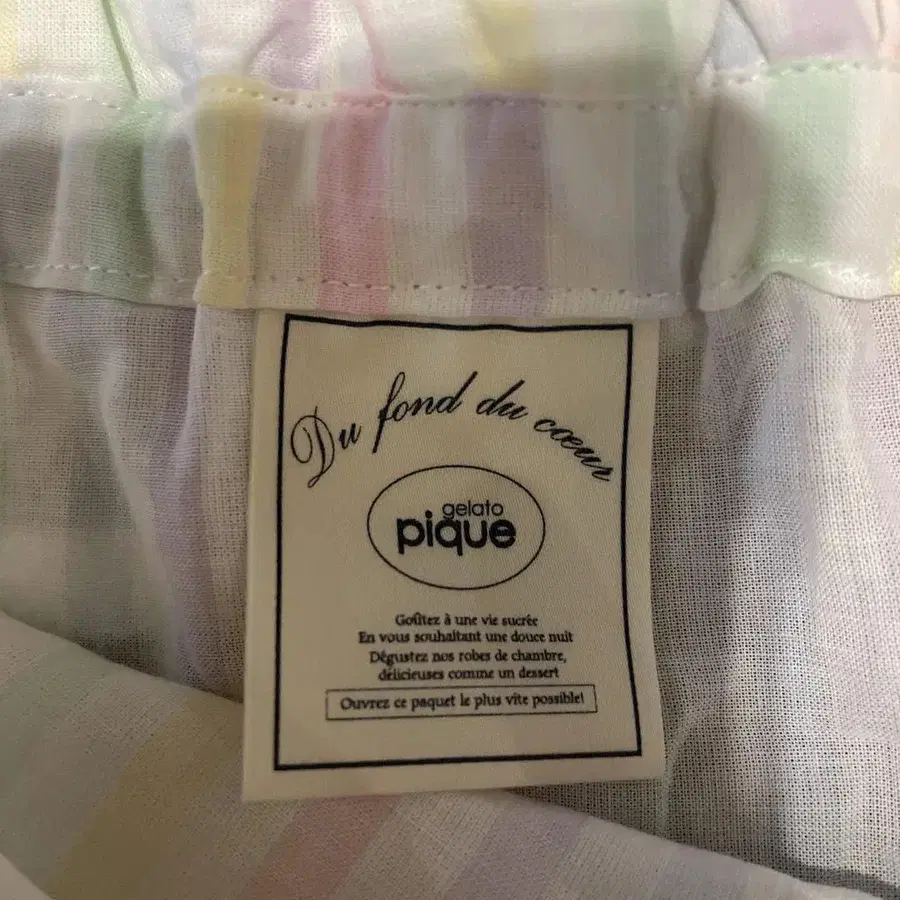 Du fond du cœur
gelato
pique
Goûtez à une vie sucrée
En vous souhaitant une douce nuit
Dégustez nos robes de chambre,
délicieuses comme un dessert
Ouvrez ce paquet le plus vite possible!